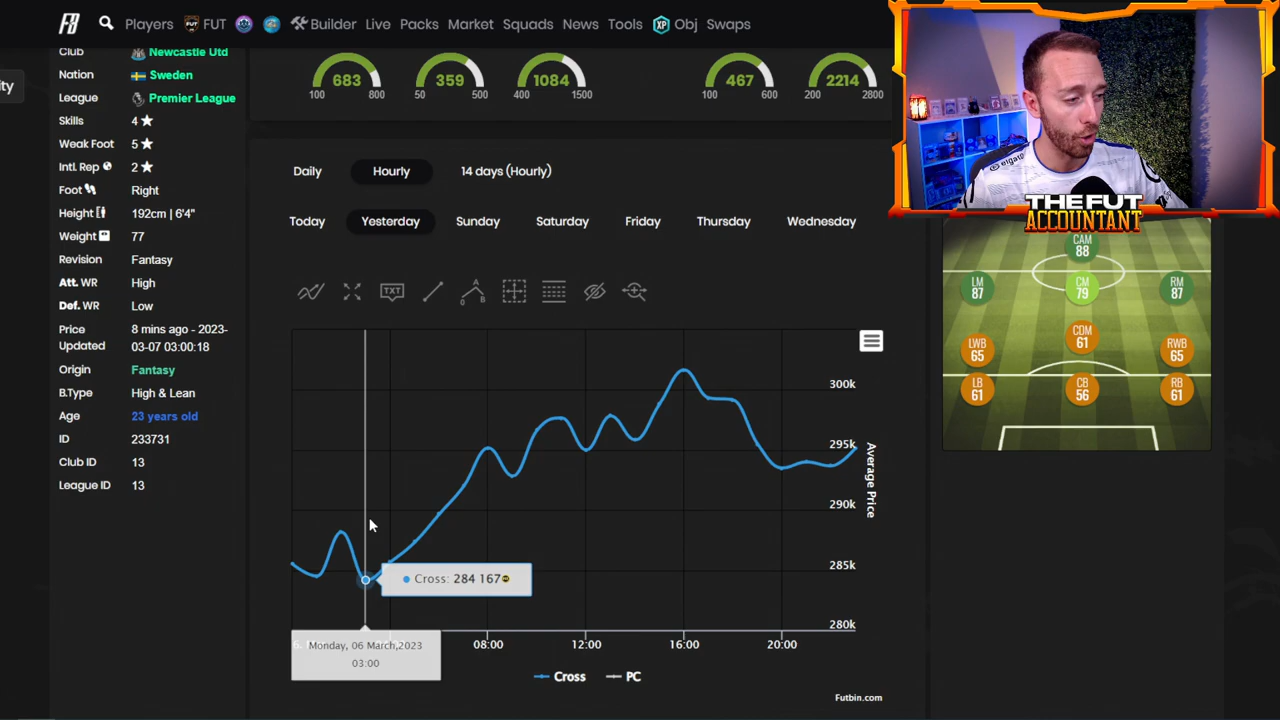 Players FUT Builder Live Packs Market Squads News Tools XP Obj Swaps
ty
Club Newcastle Utd
Nation Sweden
League Premier League
Skills 4
Weak Foot 5
Intl. Rep 2
Foot Right
Height 192cm | 6'4"
Weight 77
Revision Fantasy
Att. WR High
Def. WR Low
Price Updated 8 mins ago - 2023-
03-07 03:00:18
Origin Fantasy
B.Type High & Lean
Age 23 years old
ID 233731
Club ID 13
League ID 13
683 359 1084 467 2214
100 800 50 500 400 1500 100 600 200 2800
Daily Hourly 14 days (Hourly)
Today Yesterday Sunday Saturday Friday Thursday Wednesday
TXT
A
0 B
300k
295k
290k
285k
280k
Average Price
Cross: 284 167
Monday, 06 March,2023
03:00
08:00 12:00 16:00 20:00
Cross PC
Futbin.com
elgato
THE FUT
ACCOUNTANT
CAM
88
LM
87
CM
79
RM
87
CDM
61
LWB
65
RWB
65
LB
61
CB
56
RB
61